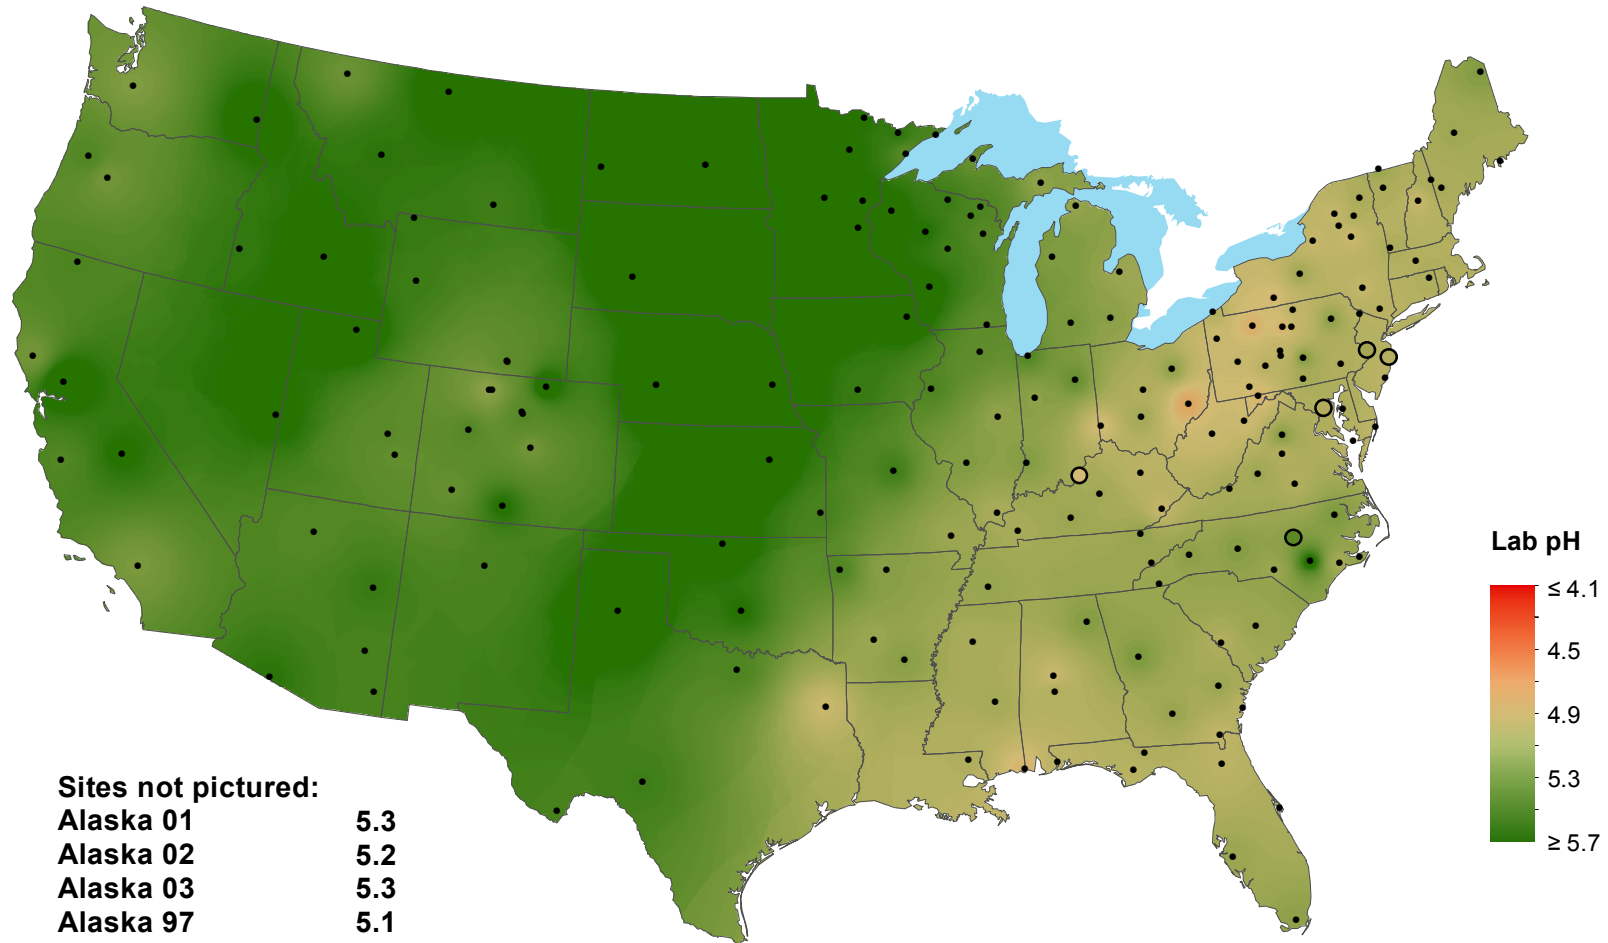 Lab pH
≤ 4.1
4.5
4.9
5.3
≥ 5.7
Sites not pictured:
Alaska 01 5.3
Alaska 02 5.2
Alaska 03 5.3
Alaska 97 5.1